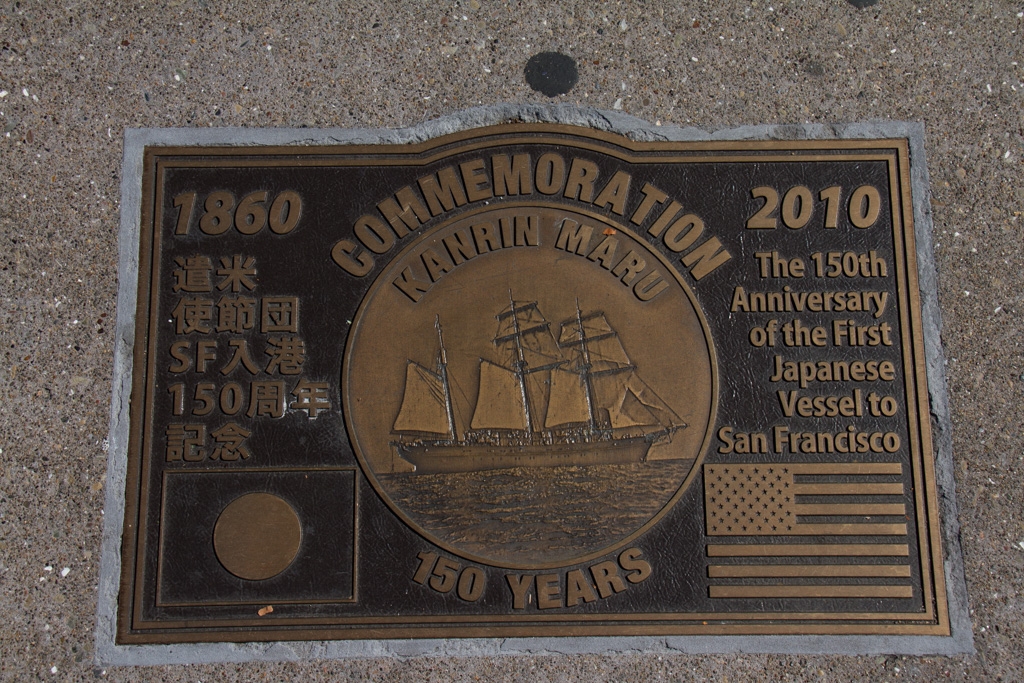 COMMEMORATION
KANRIN MARU
1860
遣米
使節団
SF入港
150周年
記念
2010
The 150th
Anniversary
of the First
Japanese
Vessel to
San Francisco
150 YEARS